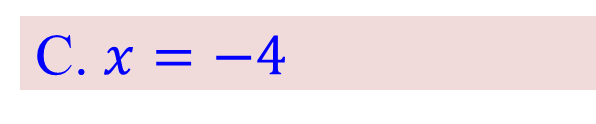 C. x = −4